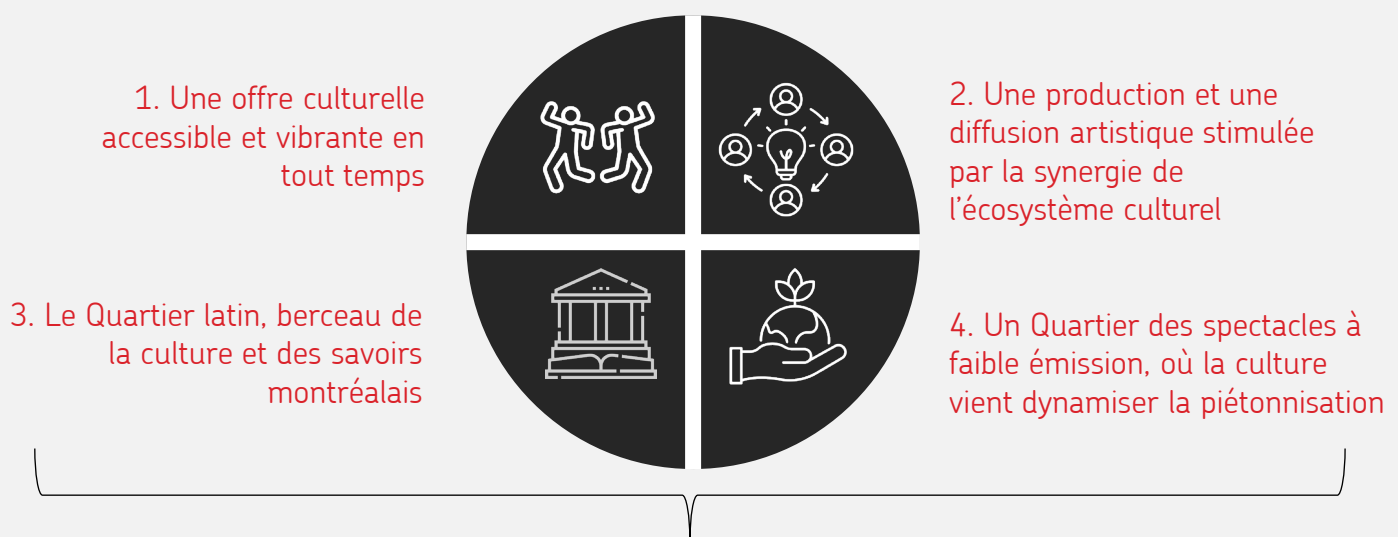 1. Une offre culturelle
accessible et vibrante en
tout temps
2. Une production et une
diffusion artistique stimulée
par la synergie de
l'écosystème culturel
3. Le Quartier latin, berceau de
la culture et des savoirs
montréalais
4. Un Quartier des spectacles à
faible émission, où la culture
vient dynamiser la piétonnisation